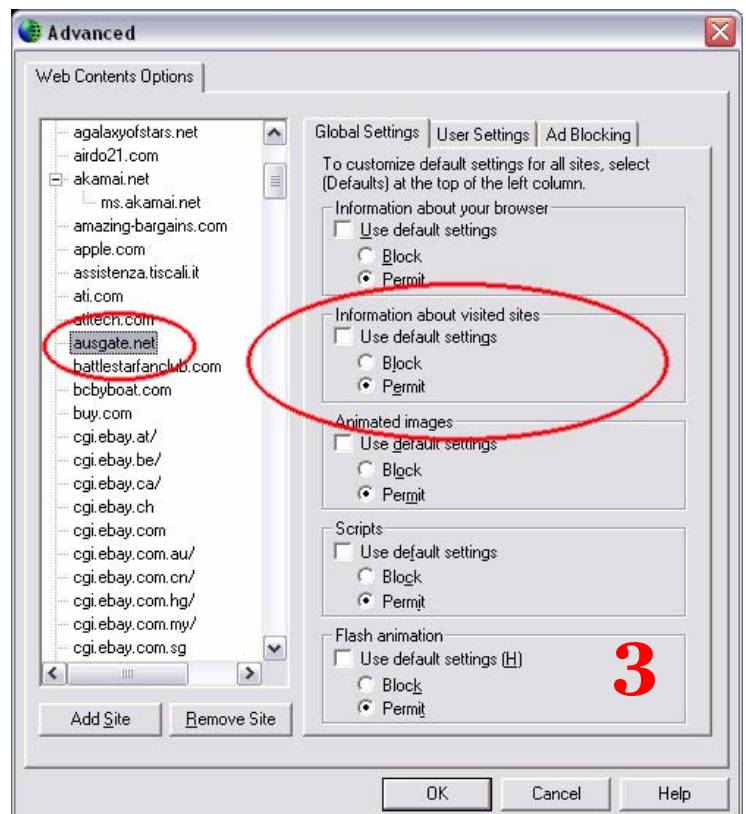 Advanced
Web Contents Options
agalaxyofstars.net
airdo21.com
akamai.net
ms.akamai.net
amazing-bargains.com
apple.com
assistenza.tiscali.it
ati.com
atitech.com
ausgate.net
battlestarfanclub.com
bcbyboat.com
buy.com
cgi.ebay.at/
cgi.ebay.be/
cgi.ebay.ca/
cgi.ebay.ch
cgi.ebay.com
cgi.ebay.com.au/
cgi.ebay.com.cn/
cgi.ebay.com.hg/
cgi.ebay.com.my/
cgi.ebay.com.sg
Add Site Remove Site
Global Settings User Settings Ad Blocking
To customize default settings for all sites, select
(Defaults) at the top of the left column.
Information about your browser
Use default settings
Block
Permit
Information about visited sites
Use default settings
Block
Permit
Animated images
Use default settings
Block
Permit
Scripts
Use default settings
Block
Permit
Flash animation
Use default settings (H)
Block
Permit
3
OK Cancel Help